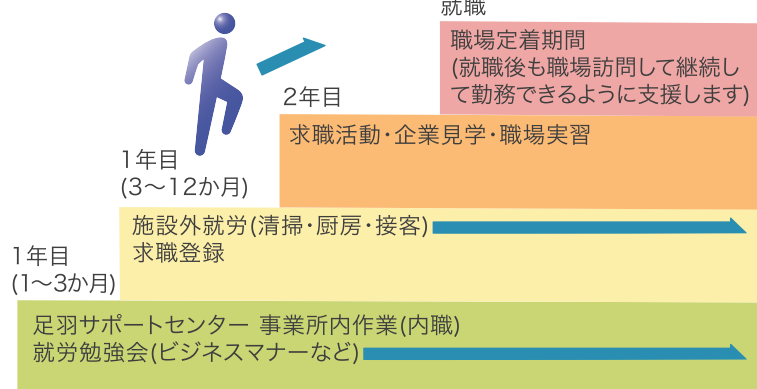 就職
職場定着期間
(就職後も職場訪問して継続し
て勤務できるように支援します)
2年目
求職活動・企業見学・職場実習
1年目
(3〜12か月)
施設外就労(清掃・厨房・接客)
求職登録
1年目
(1〜3か月)
足羽サポートセンター 事業所内作業(内職)
就労勉強会(ビジネスマナーなど)